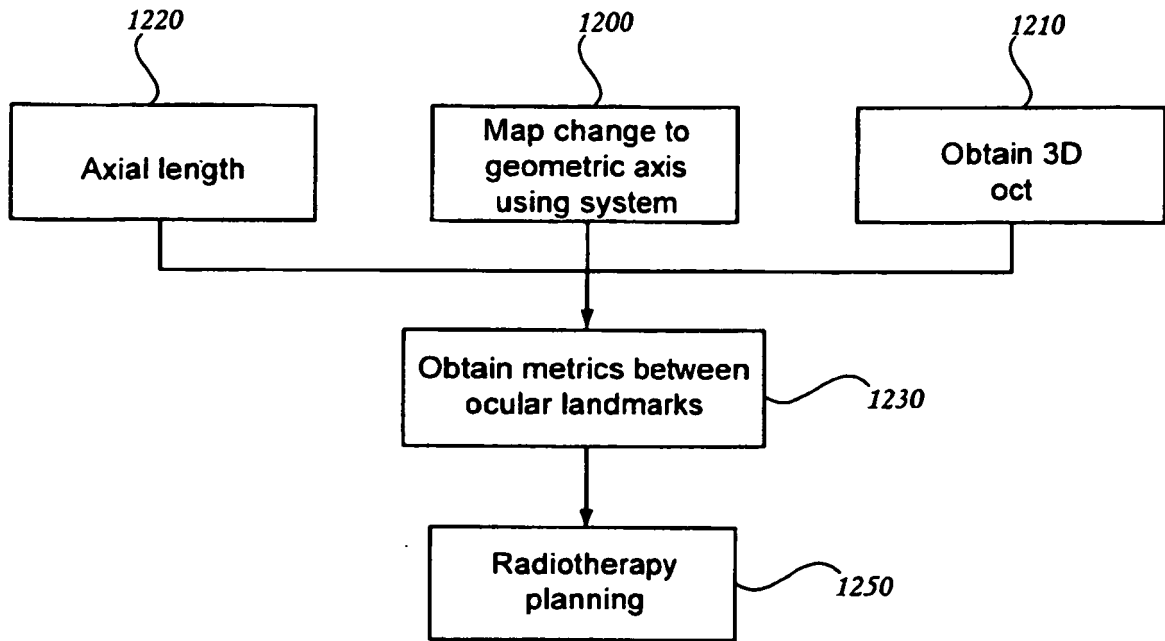 1220
1200
1210
Axial length
Map change to
geometric axis
using system
Obtain 3D
oct
Obtain metrics between
ocular landmarks
1230
Radiotherapy
planning
1250